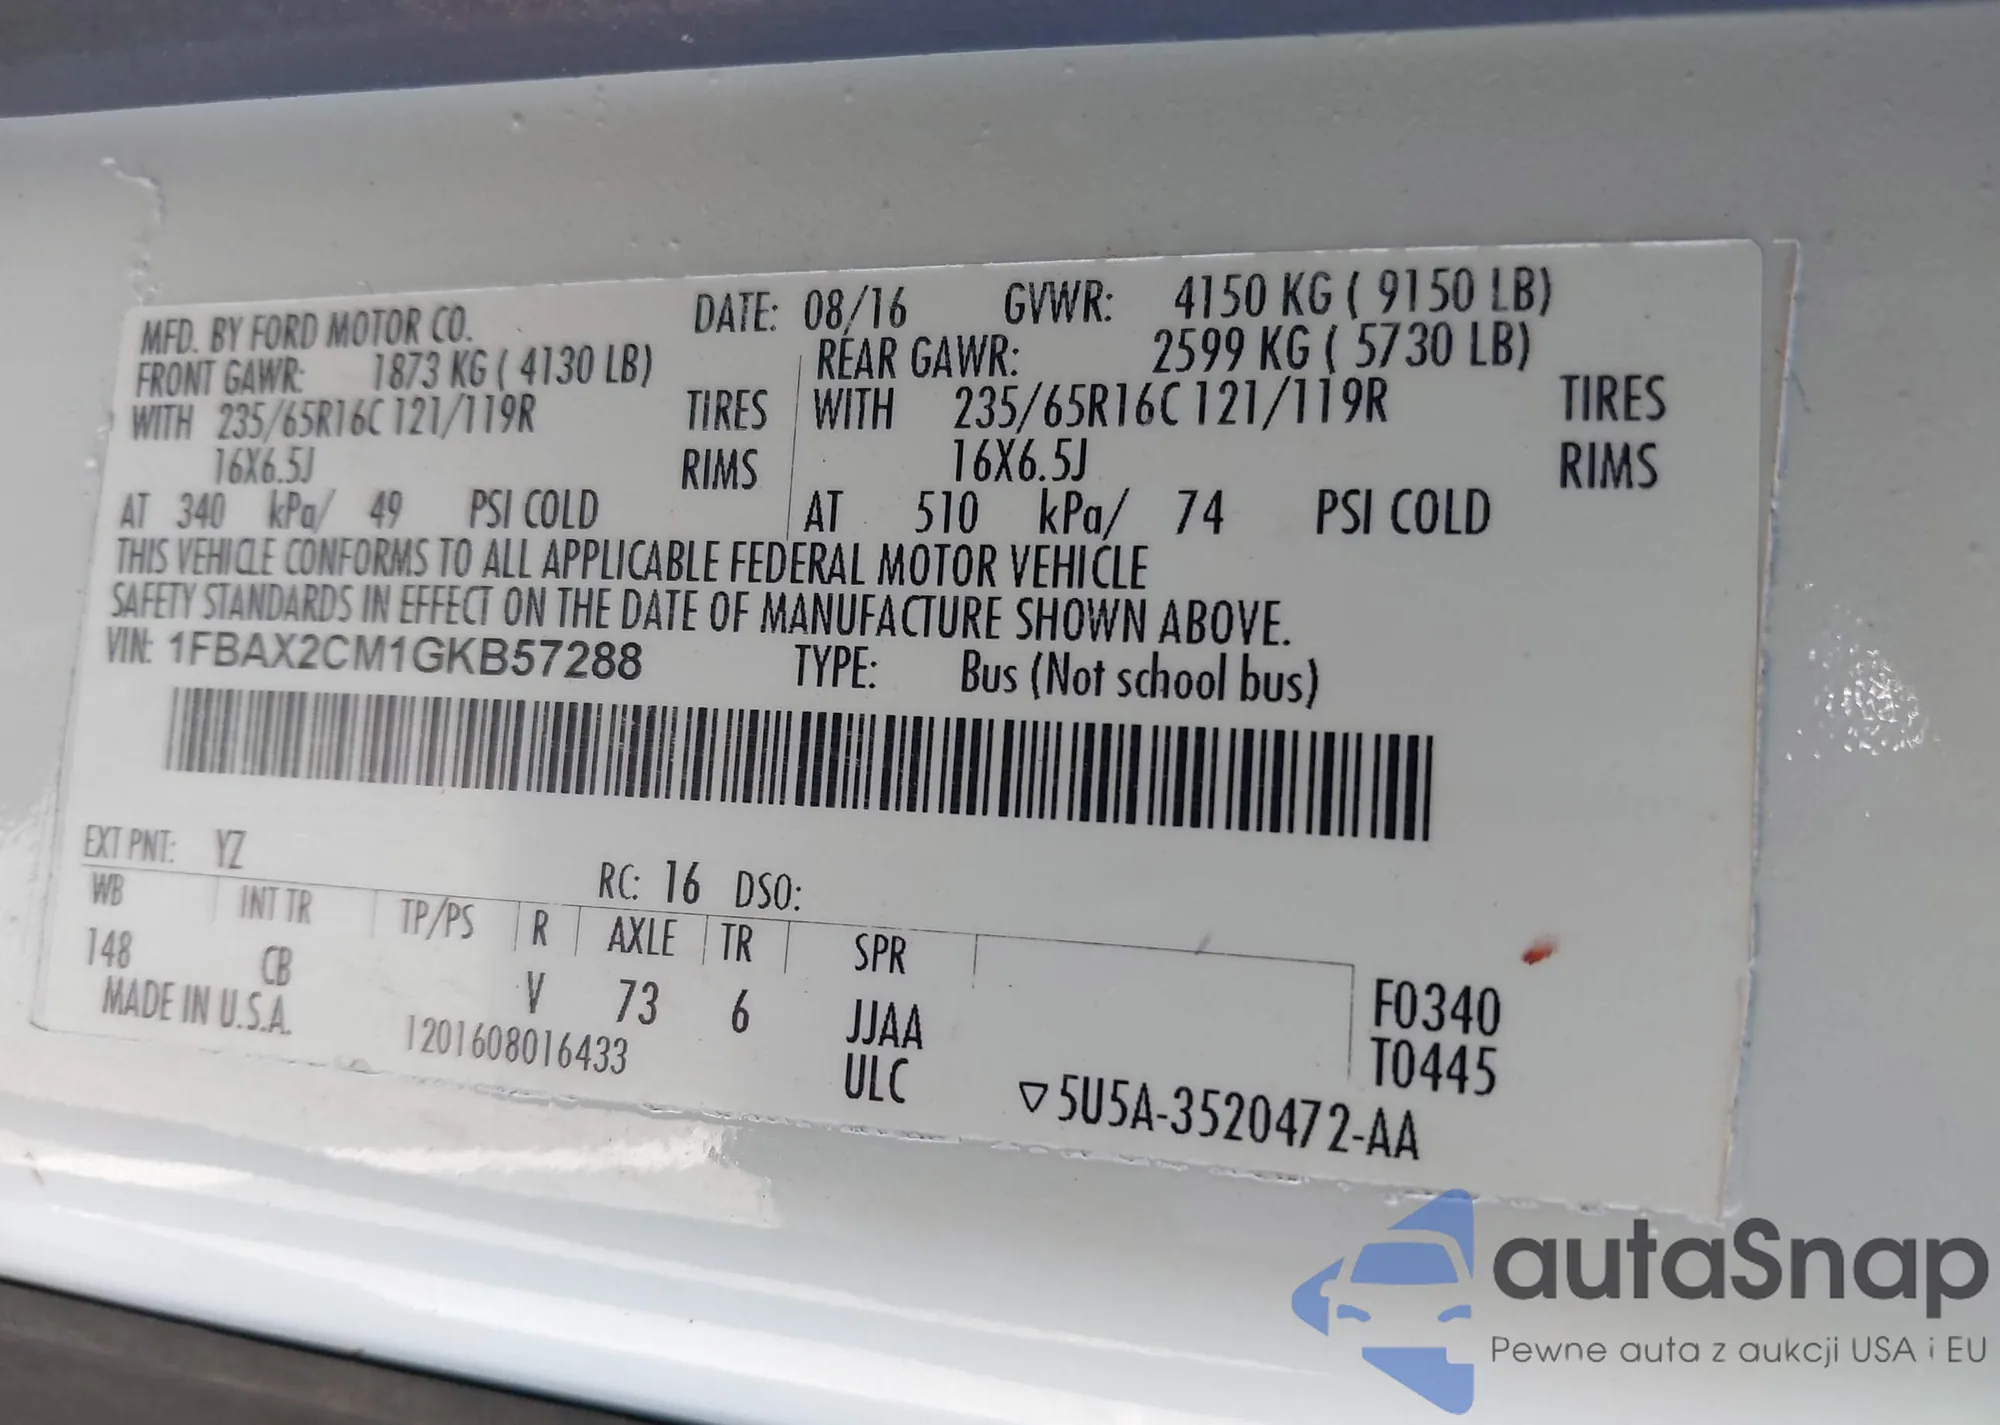 MFD. BY FORD MOTOR CO. DATE: 08/16 GVWR: 4150 KG ( 9150 LB)
FRONT GAWR: 1873 KG ( 4130 LB) REAR GAWR: 2599 KG ( 5730 LB)
WITH 235/65R16C 121/119R TIRES WITH 235/65R16C 121/119R TIRES
16X6.5J RIMS 16X6.5J RIMS
AT 340 kPa/ 49 PSI COLD AT 510 kPa/ 74 PSI COLD
THIS VEHICLE CONFORMS TO ALL APPLICABLE FEDERAL MOTOR VEHICLE
SAFETY STANDARDS IN EFFECT ON THE DATE OF MANUFACTURE SHOWN ABOVE.
VIN: 1FBAX2CM1GKB57288 TYPE: Bus (Not school bus)
EXT PNT: YZ RC: 16 DSO:
WB INT TR TP/PS R AXLE TR SPR
148 CB V 73 6 JJAA F0340
MADE IN U.S.A. 1201608016433 ULC T0445
▽5U5A-3520472-AA
autaSnap
Pewne auta z aukcji USA i EU